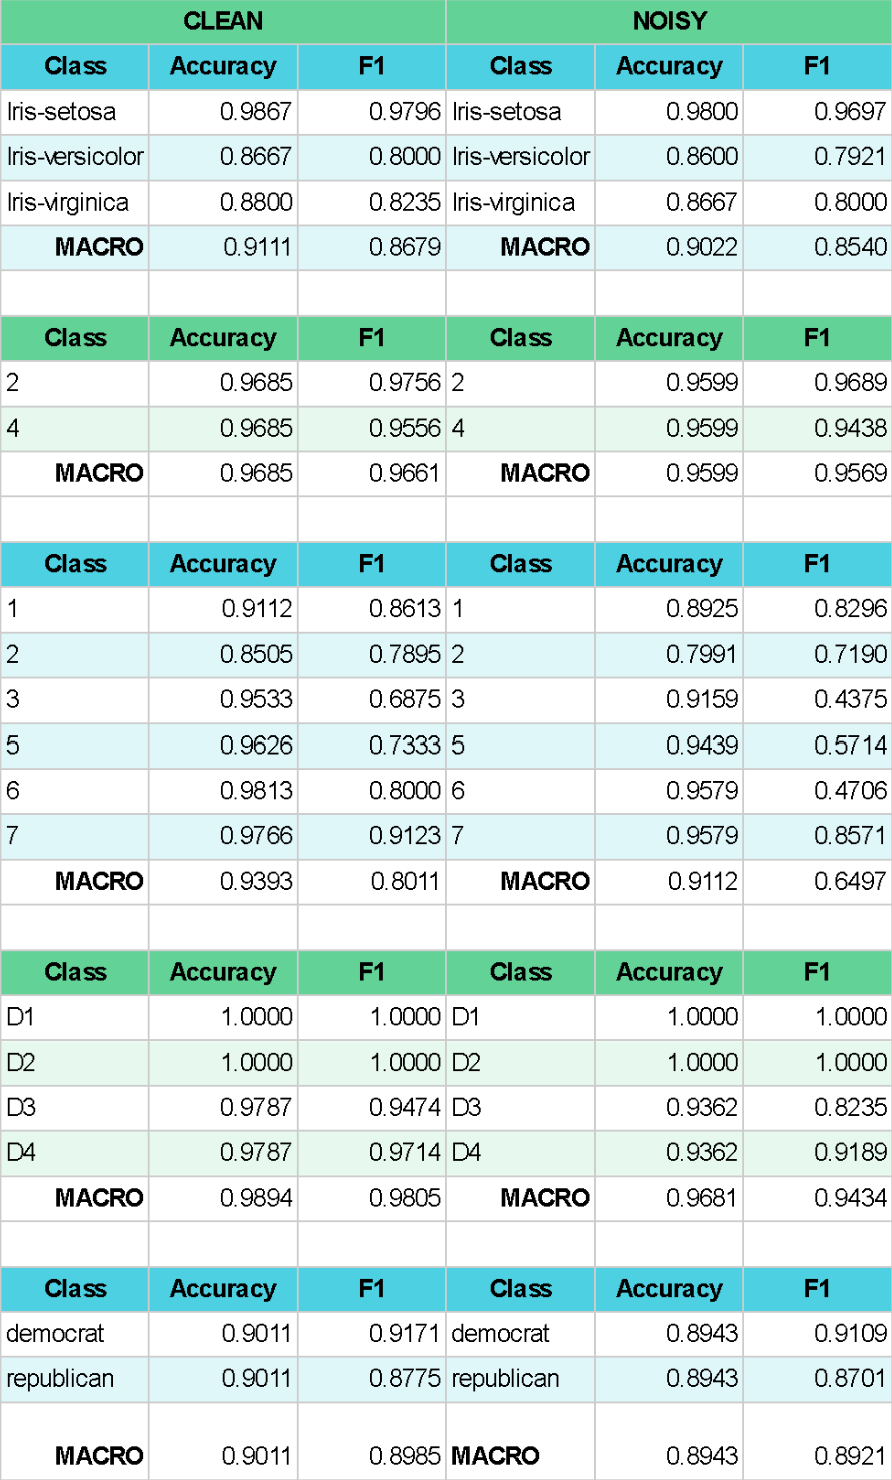 CLEAN NOISY
Class Accuracy F1 Class Accuracy F1
Iris-setosa 0.9867 0.9796 Iris-setosa 0.9800 0.9697
Iris-versicolor 0.8667 0.8000 Iris-versicolor 0.8600 0.7921
Iris-virginica 0.8800 0.8235 Iris-virginica 0.8667 0.8000
MACRO 0.9111 0.8679 MACRO 0.9022 0.8540
Class Accuracy F1 Class Accuracy F1
2 0.9685 0.9756 2 0.9599 0.9689
4 0.9685 0.9556 4 0.9599 0.9438
MACRO 0.9685 0.9661 MACRO 0.9599 0.9569
Class Accuracy F1 Class Accuracy F1
1 0.9112 0.8613 1 0.8925 0.8296
2 0.8505 0.7895 2 0.7991 0.7190
3 0.9533 0.6875 3 0.9159 0.4375
5 0.9626 0.7333 5 0.9439 0.5714
6 0.9813 0.8000 6 0.9579 0.4706
7 0.9766 0.9123 7 0.9579 0.8571
MACRO 0.9393 0.8011 MACRO 0.9112 0.6497
Class Accuracy F1 Class Accuracy F1
D1 1.0000 1.0000 D1 1.0000 1.0000
D2 1.0000 1.0000 D2 1.0000 1.0000
D3 0.9787 0.9474 D3 0.9362 0.8235
D4 0.9787 0.9714 D4 0.9362 0.9189
MACRO 0.9894 0.9805 MACRO 0.9681 0.9434
Class Accuracy F1 Class Accuracy F1
democrat 0.9011 0.9171 democrat 0.8943 0.9109
republican 0.9011 0.8775 republican 0.8943 0.8701
MACRO 0.9011 0.8985 MACRO 0.8943 0.8921